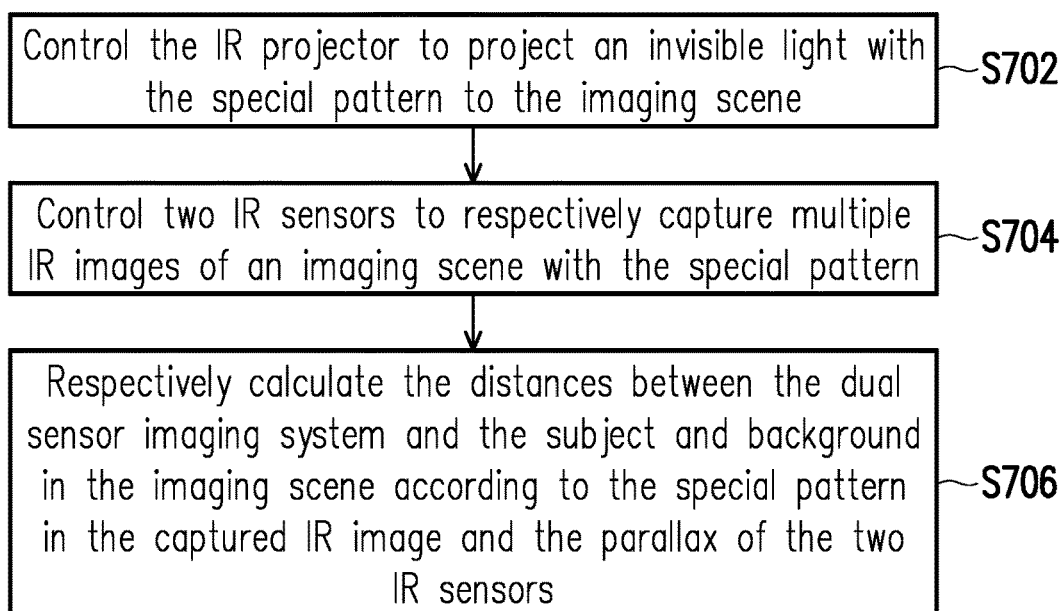 Control the IR projector to project an invisible light with
the special pattern to the imaging scene
S702
Control two IR sensors to respectively capture multiple
IR images of an imaging scene with the special pattern
S704
Respectively calculate the distances between the dual
sensor imaging system and the subject and background
in the imaging scene according to the special pattern
in the captured IR image and the parallax of the two
IR sensors
S706